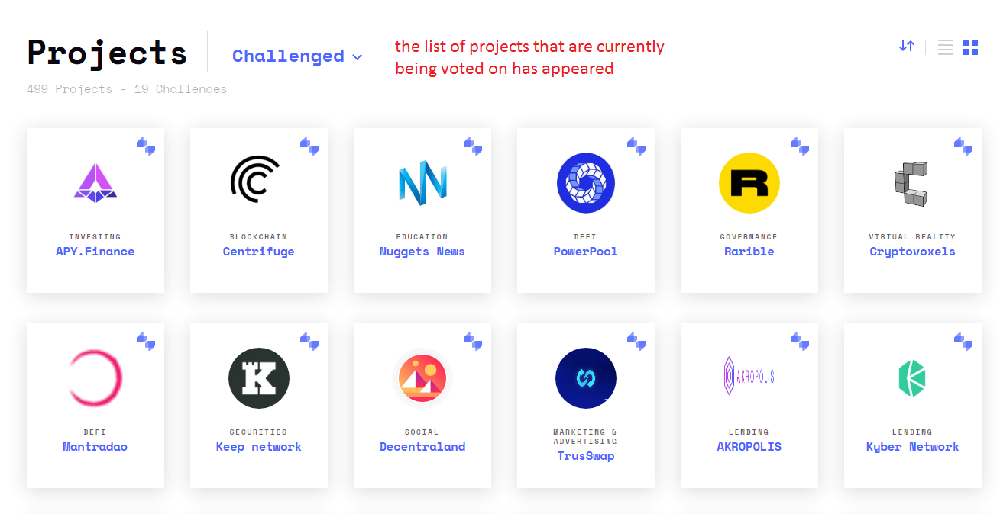 Projects
Challenged
the list of projects that are currently
being voted on has appeared
499 Projects - 19 Challenges
INVESTING
APY.Finance
BLOCKCHAIN
Centrifuge
EDUCATION
Nuggets News
DEFI
PowerPool
R
GOVERNANCE
Rarible
VIRTUAL REALITY
Cryptovoxels
DEFI
Mantradao
K
SECURITIES
Keep network
SOCIAL
Decentraland
MARKETING &
ADVERTISING
TrusSwap
AKROPOLIS
LENDING
AKROPOLIS
LENDING
Kyber Network